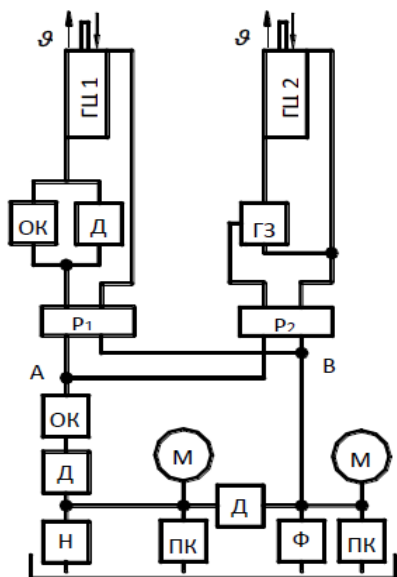 ϑ ϑ
ГЦ 1 ГЦ 2
ОК Д ГЗ
Р₁ Р₂
А В
ОК
М М
Д Д
Н ПК Ф ПК